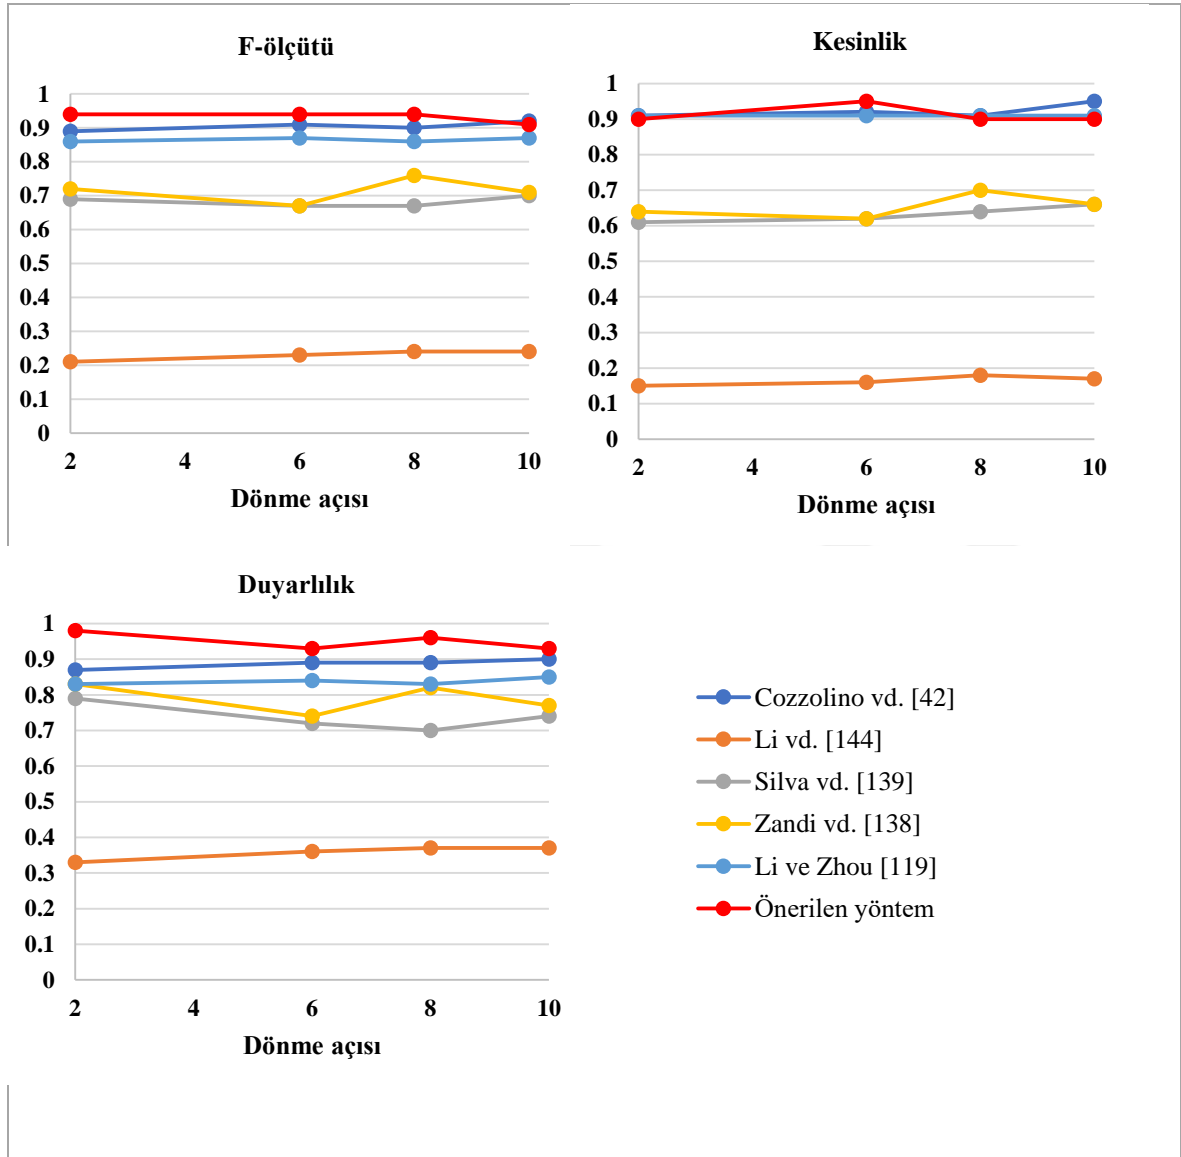 F-ölçütü
1
0.9
0.8
0.7
0.6
0.5
0.4
0.3
0.2
0.1
0
2 4 6 8 10
Dönme açısı
Kesinlik
1
0.9
0.8
0.7
0.6
0.5
0.4
0.3
0.2
0.1
0
2 4 6 8 10
Dönme açısı
Duyarlılık
1
0.9
0.8
0.7
0.6
0.5
0.4
0.3
0.2
0.1
0
2 4 6 8 10
Dönme açısı
Cozzolino vd. [42]
Li vd. [144]
Silva vd. [139]
Zandi vd. [138]
Li ve Zhou [119]
Önerilen yöntem